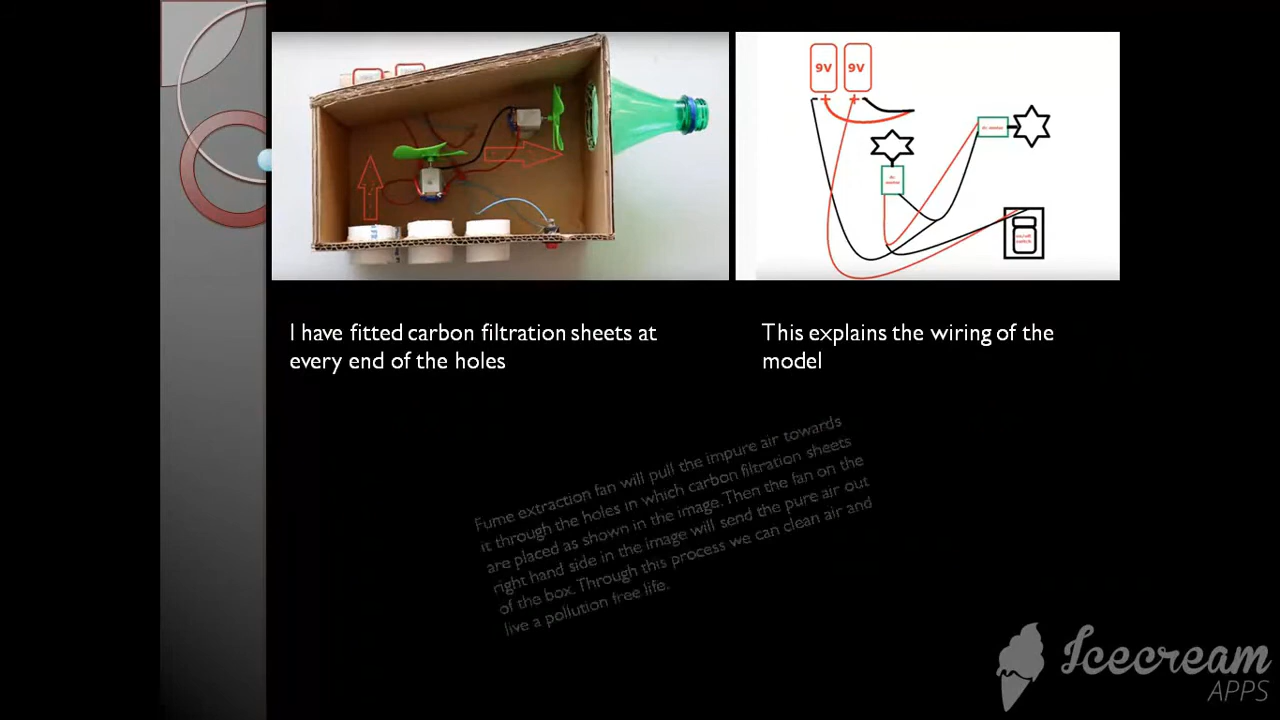 9V 9V
I have fitted carbon filtration sheets at
every end of the holes
This explains the wiring of the
model
Fume extraction fan will pull the impure air towards
it through the holes in which carbon filtration sheets
are placed as shown in the image. Then the fan on the
right hand side in the image will send the pure air out
of the box. Through this process we can clean air and
live a pollution free life.
Icecream
APPS